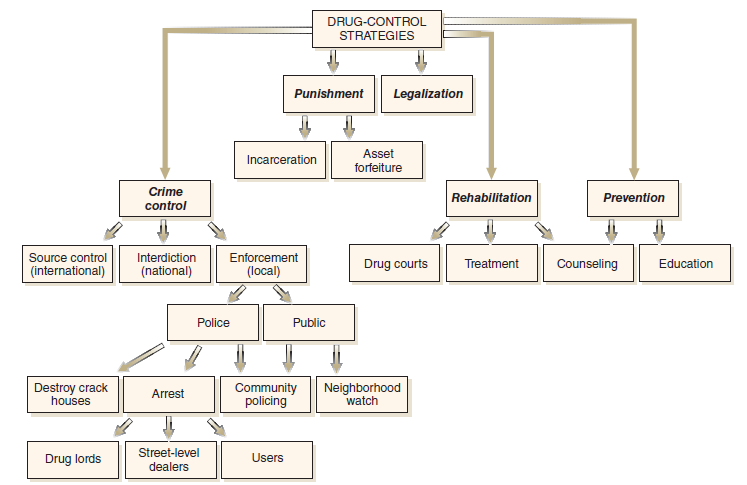 DRUG-CONTROL
STRATEGIES
Punishment
Legalization
Incarceration
Asset
forfeiture
Crime
control
Rehabilitation
Prevention
Source control
(international)
Interdiction
(national)
Enforcement
(local)
Drug courts
Treatment
Counseling
Education
Police
Public
Destroy crack
houses
Arrest
Community
policing
Neighborhood
watch
Drug lords
Street-level
dealers
Users